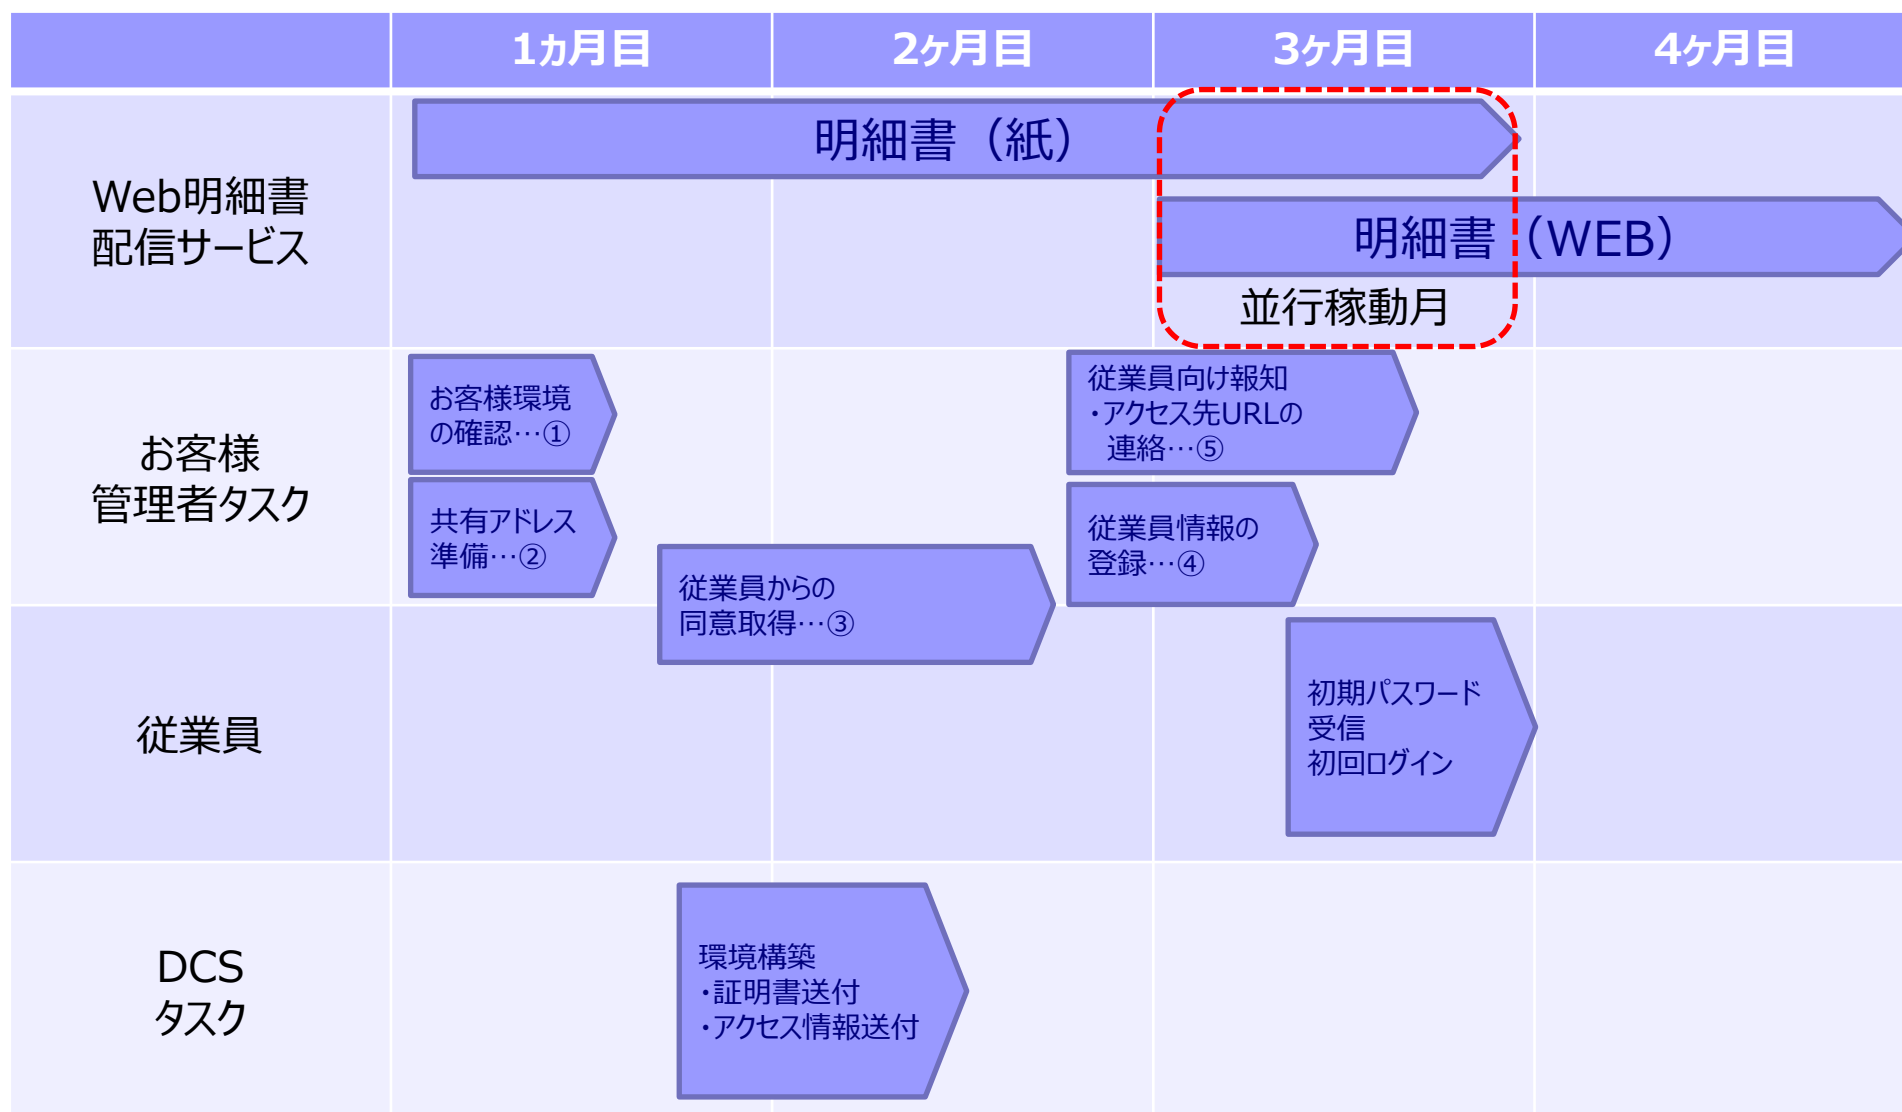 1カ月目
2ヶ月目
3ヶ月目
4ヶ月目
Web明細書
配信サービス
明細書（紙）
明細書（WEB）
並行稼動月
お客様
管理者タスク
お客様環境
の確認…①
共有アドレス
準備…②
従業員からの
同意取得…③
従業員向け報知
・アクセス先URLの
連絡…⑤
従業員情報の
登録…④
従業員
初期パスワード
受信
初回ログイン
DCS
タスク
環境構築
・証明書送付
・アクセス情報送付